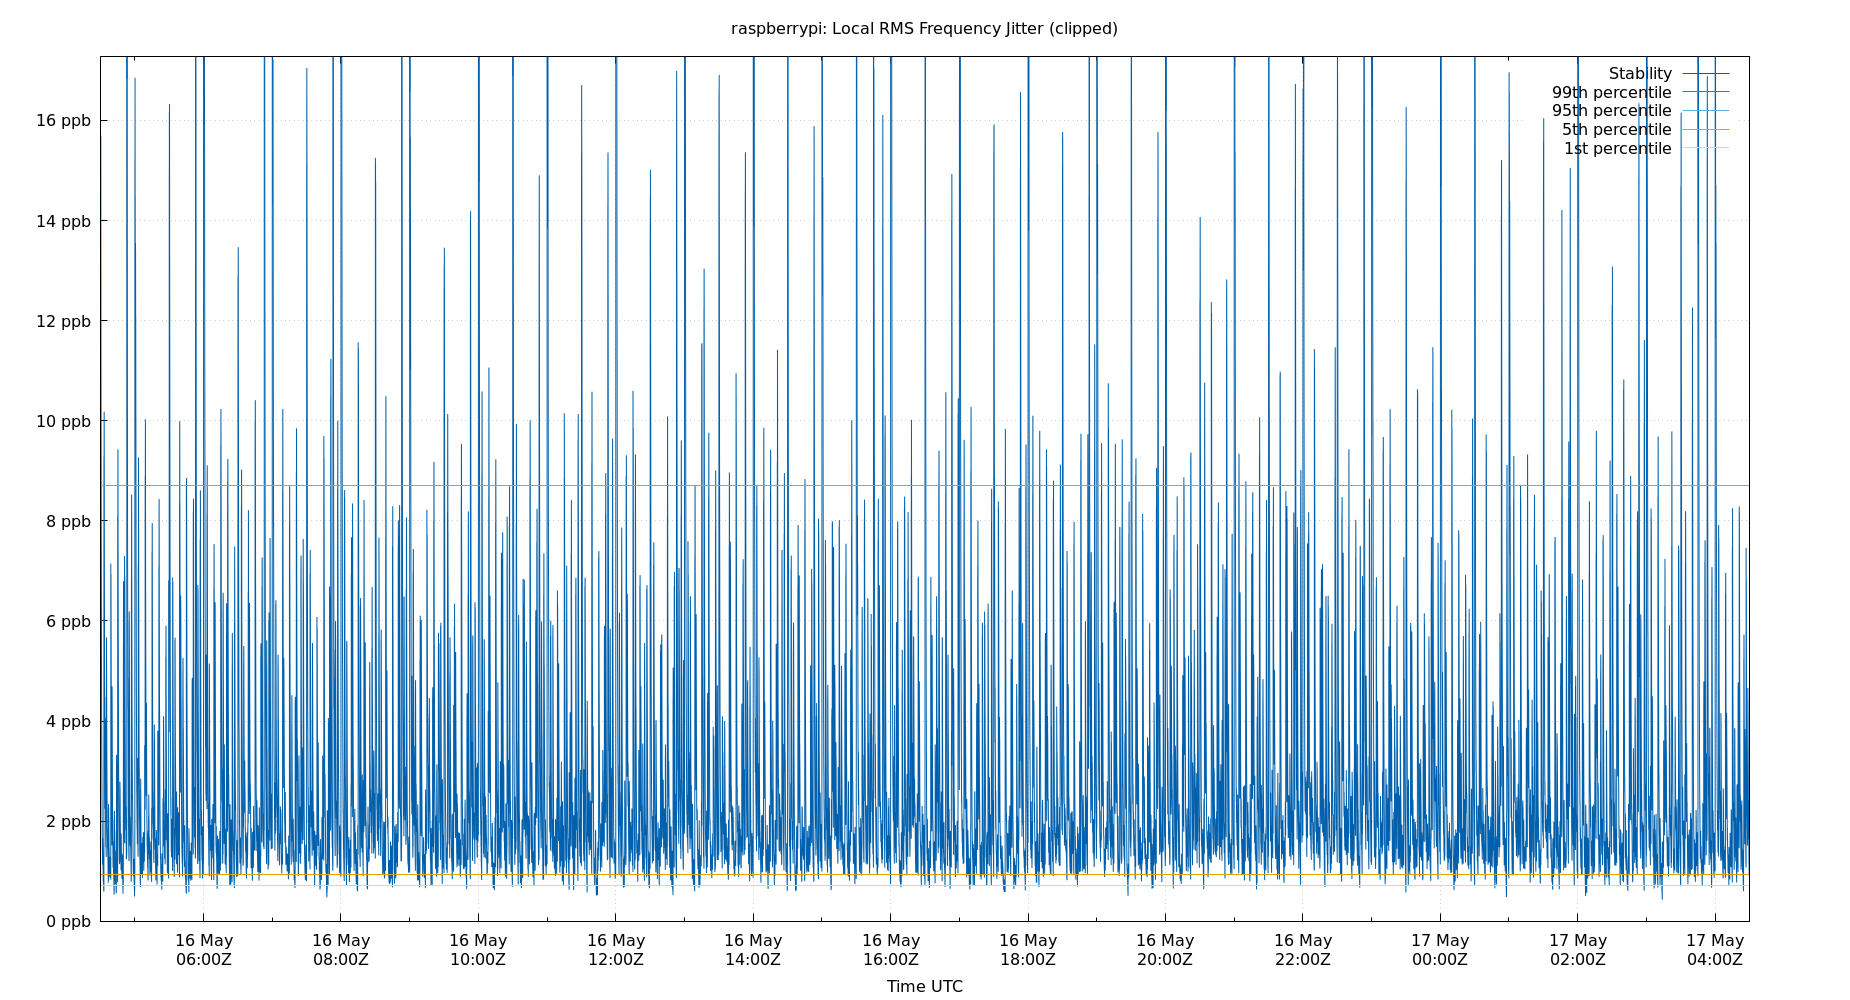 raspberrypi: Local RMS Frequency Jitter (clipped)
Stability
99th percentile
95th percentile
5th percentile
1st percentile
16 ppb
14 ppb
12 ppb
10 ppb
8 ppb
6 ppb
4 ppb
2 ppb
0 ppb
16 May 16 May 16 May 16 May 16 May 16 May 16 May 16 May 16 May 17 May 17 May 17 May
06:00Z 08:00Z 10:00Z 12:00Z 14:00Z 16:00Z 18:00Z 20:00Z 22:00Z 00:00Z 02:00Z 04:00Z
Time UTC